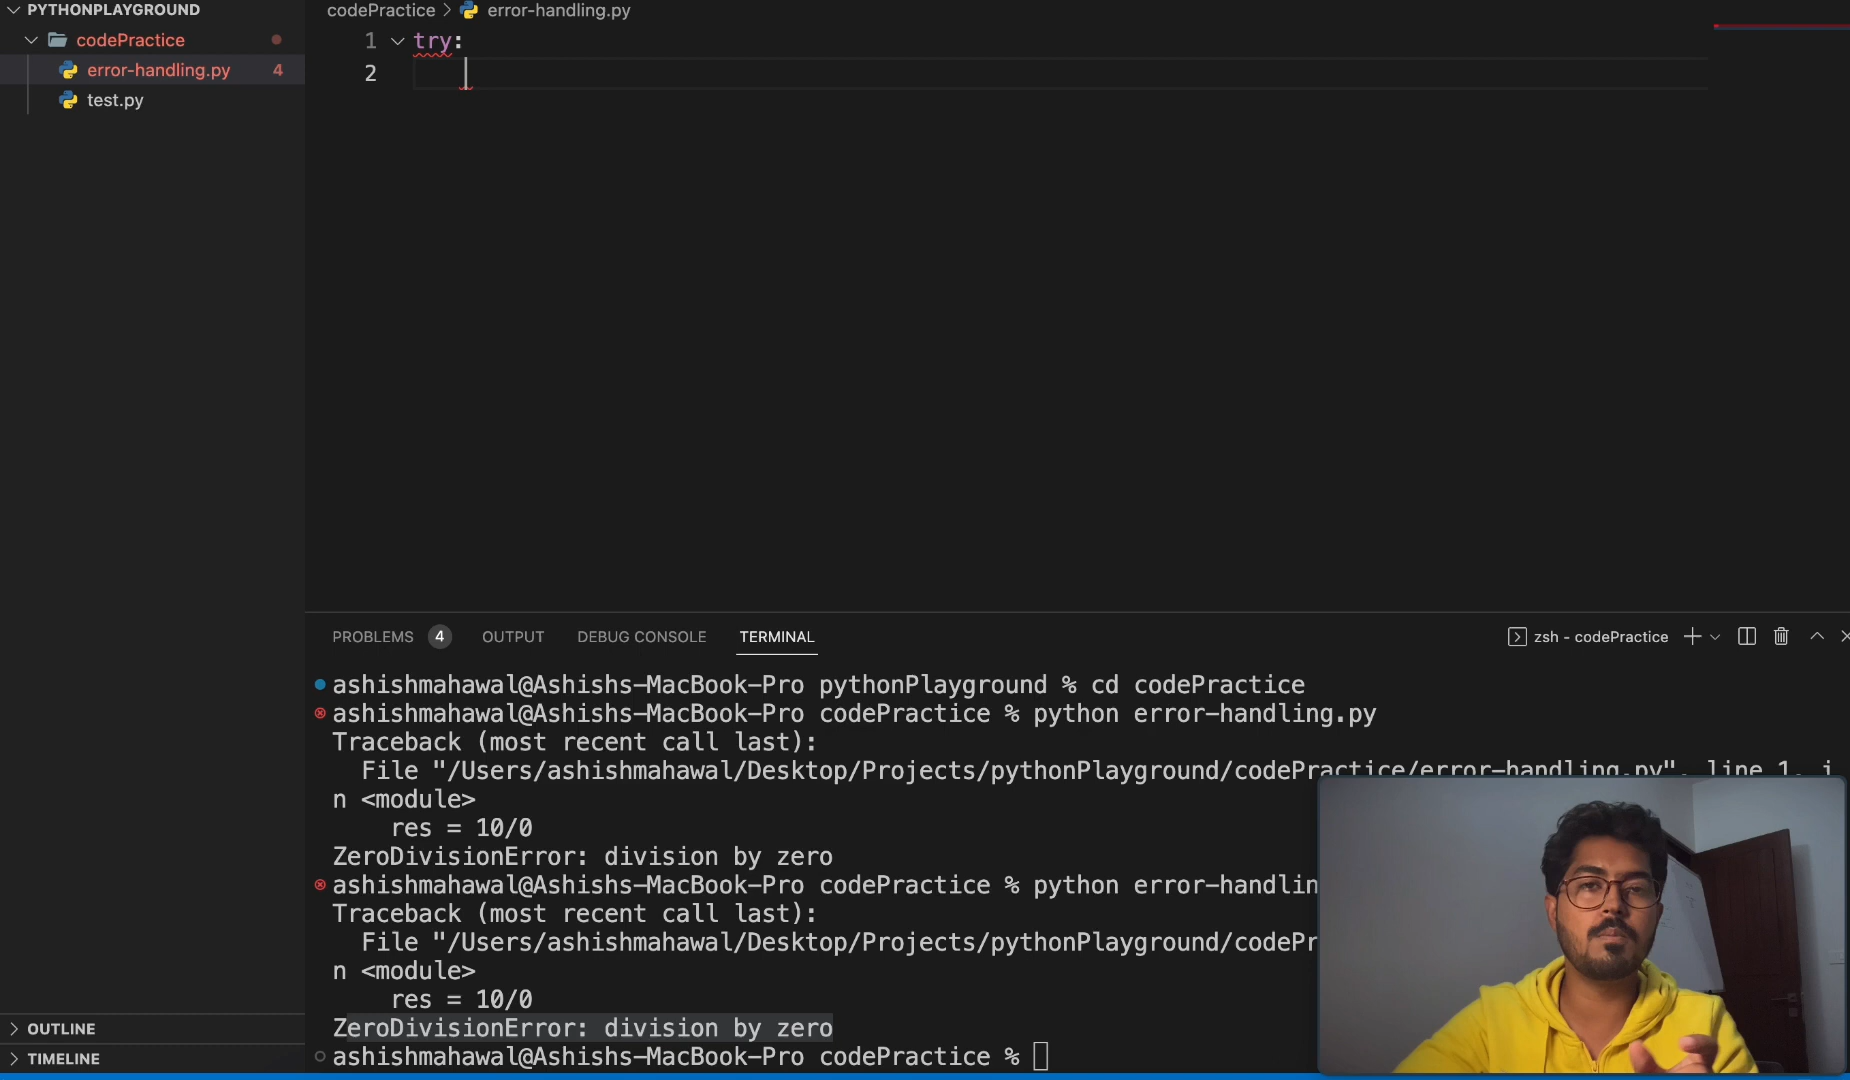 PYTHONPLAYGROUND
codePractice
error-handling.py 4
test.py
OUTLINE
TIMELINE
codePractice > error-handling.py
1 try:
2
PROBLEMS 4 OUTPUT DEBUG CONSOLE TERMINAL
zsh - codePractice
ashishmahawal@Ashishs-MacBook-Pro pythonPlayground % cd codePractice
ashishmahawal@Ashishs-MacBook-Pro codePractice % python error-handling.py
Traceback (most recent call last):
File "/Users/ashishmahawal/Desktop/Projects/pythonPlayground/codePractice/error-handling.py", line 1, i
n <module>
res = 10/0
ZeroDivisionError: division by zero
ashishmahawal@Ashishs-MacBook-Pro codePractice % python error-handlin
Traceback (most recent call last):
File "/Users/ashishmahawal/Desktop/Projects/pythonPlayground/codePr
n <module>
res = 10/0
ZeroDivisionError: division by zero
ashishmahawal@Ashishs-MacBook-Pro codePractice %